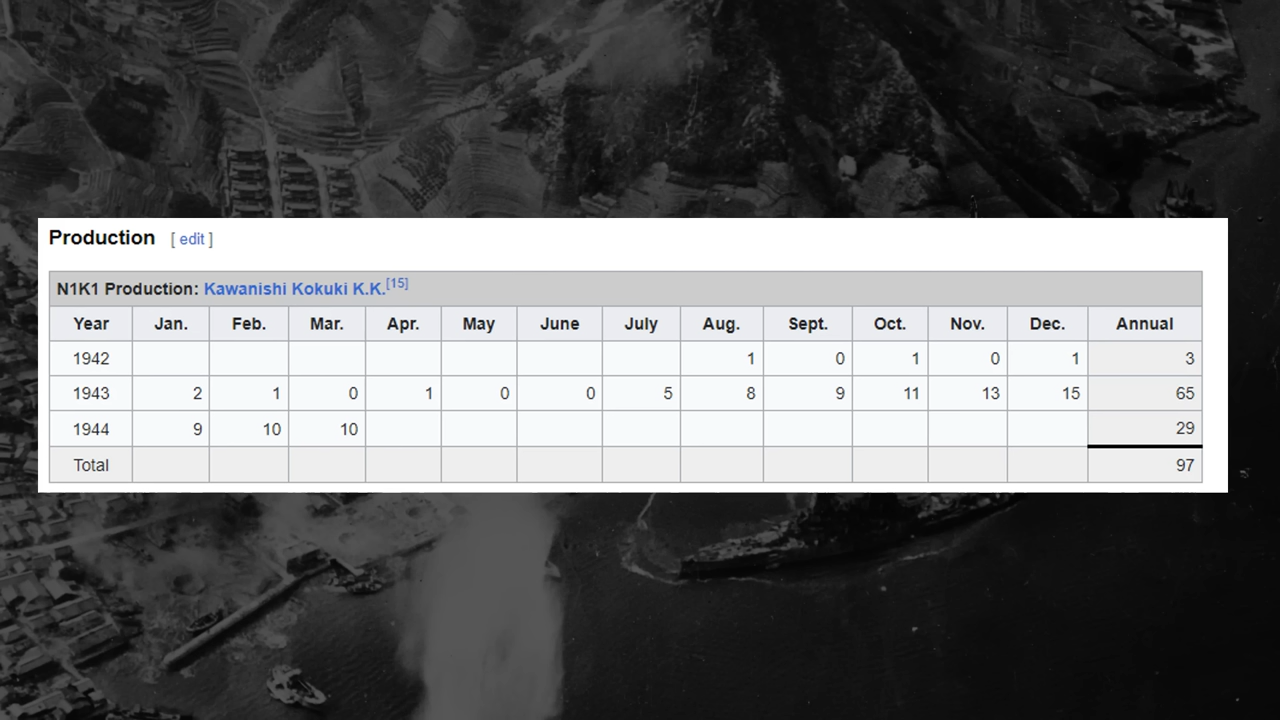 Production [ edit ]
N1K1 Production: Kawanishi Kokuki K.K.[15]
Year Jan. Feb. Mar. Apr. May June July Aug. Sept. Oct. Nov. Dec. Annual
1942 1 0 1 0 1 3
1943 2 1 0 1 0 0 5 8 9 11 13 15 65
1944 9 10 10 29
Total 97